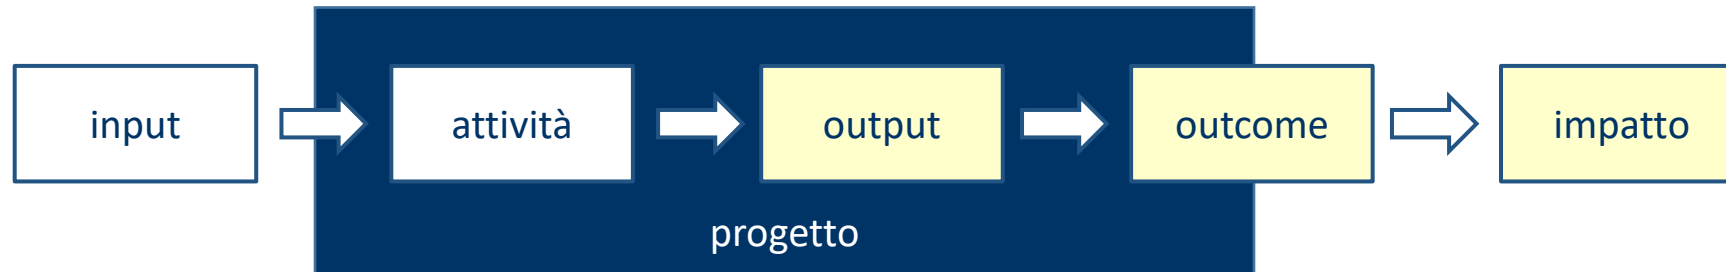 input
attività
output
outcome
impatto
progetto